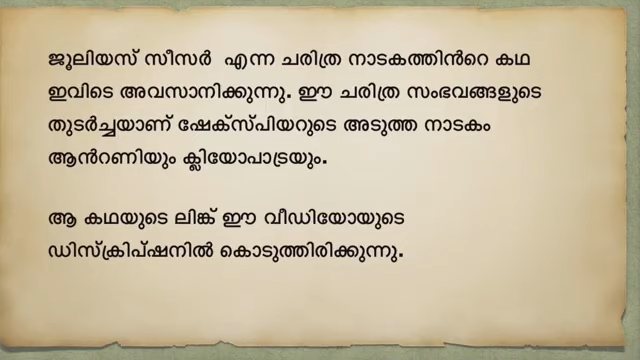 ജൂലിയസ് സീസർ എന്ന ചരിത്ര നാടകത്തിൻറെ കഥ
ഇവിടെ അവസാനിക്കുന്നു. ഈ ചരിത്ര സംഭവങ്ങളുടെ
തുടർച്ചയാണ് ഷേക്സ്പിയറുടെ അടുത്ത നാടകം
ആൻറണിയും ക്ലിയോപാട്രയും.
ആ കഥയുടെ ലിങ്ക് ഈ വീഡിയോയുടെ
ഡിസ്ക്രിപ്ഷനിൽ കൊടുത്തിരിക്കുന്നു.